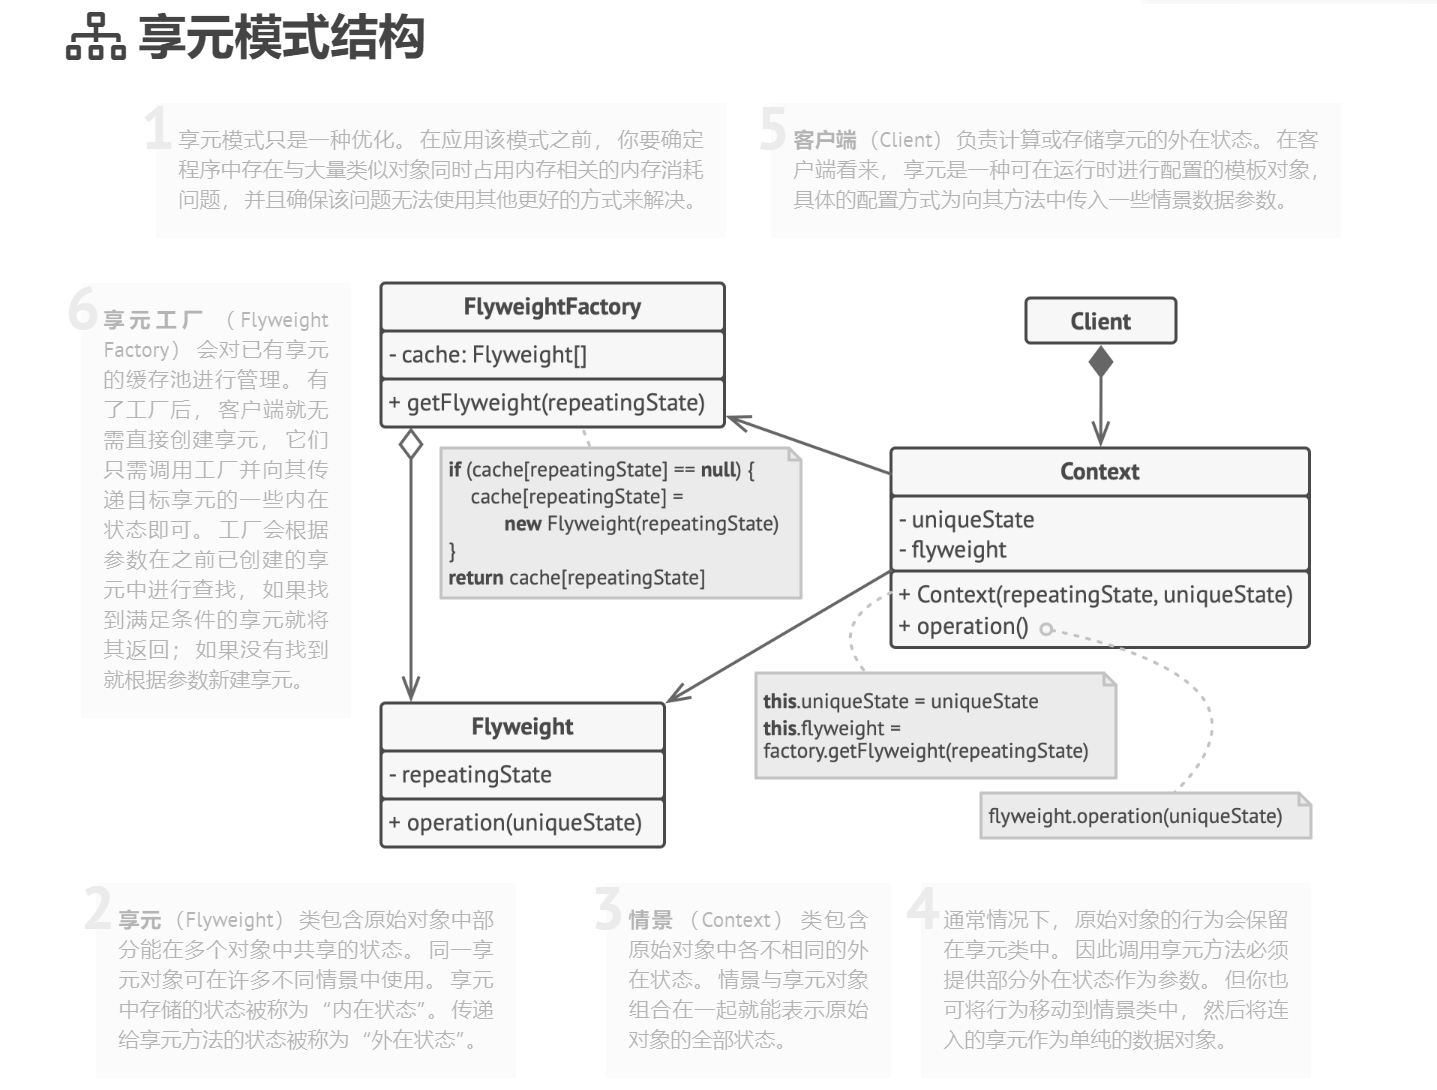 享元模式结构
1
享元模式只是一种优化。 在应用该模式之前， 你要确定
程序中存在与大量类似对象同时占用内存相关的内存消耗
问题， 并且确保该问题无法使用其他更好的方式来解决。
5
客户端 （Client） 负责计算或存储享元的外在状态。 在客
户端看来， 享元是一种可在运行时进行配置的模板对象，
具体的配置方式为向其方法中传入一些情景数据参数。
6
享元工厂 （Flyweight
Factory） 会对已有享元
的缓存池进行管理。 有
了工厂后， 客户端就无
需直接创建享元， 它们
只需调用工厂并向其传
递目标享元的一些内在
状态即可。 工厂会根据
参数在之前已创建的享
元中进行查找， 如果找
到满足条件的享元就将
其返回； 如果没有找到
就根据参数新建享元。
FlyweightFactory
- cache: Flyweight[]
+ getFlyweight(repeatingState)
if (cache[repeatingState] == null) {
cache[repeatingState] =
new Flyweight(repeatingState)
}
return cache[repeatingState]
Client
Context
- uniqueState
- flyweight
+ Context(repeatingState, uniqueState)
+ operation()
this.uniqueState = uniqueState
this.flyweight =
factory.getFlyweight(repeatingState)
flyweight.operation(uniqueState)
Flyweight
- repeatingState
+ operation(uniqueState)
2
享元 （Flyweight） 类包含原始对象中部
分能在多个对象中共享的状态。 同一享
元对象可在许多不同情景中使用。 享元
中存储的状态被称为 “内在状态”。 传递
给享元方法的状态被称为 “外在状态”。
3
情景 （Context） 类包含
原始对象中各不相同的外
在状态。 情景与享元对象
组合在一起就能表示原始
对象的全部状态。
4
通常情况下， 原始对象的行为会保留
在享元类中。 因此调用享元方法必须
提供部分外在状态作为参数。 但你也
可将行为移动到情景类中， 然后将连
入的享元作为单纯的数据对象。